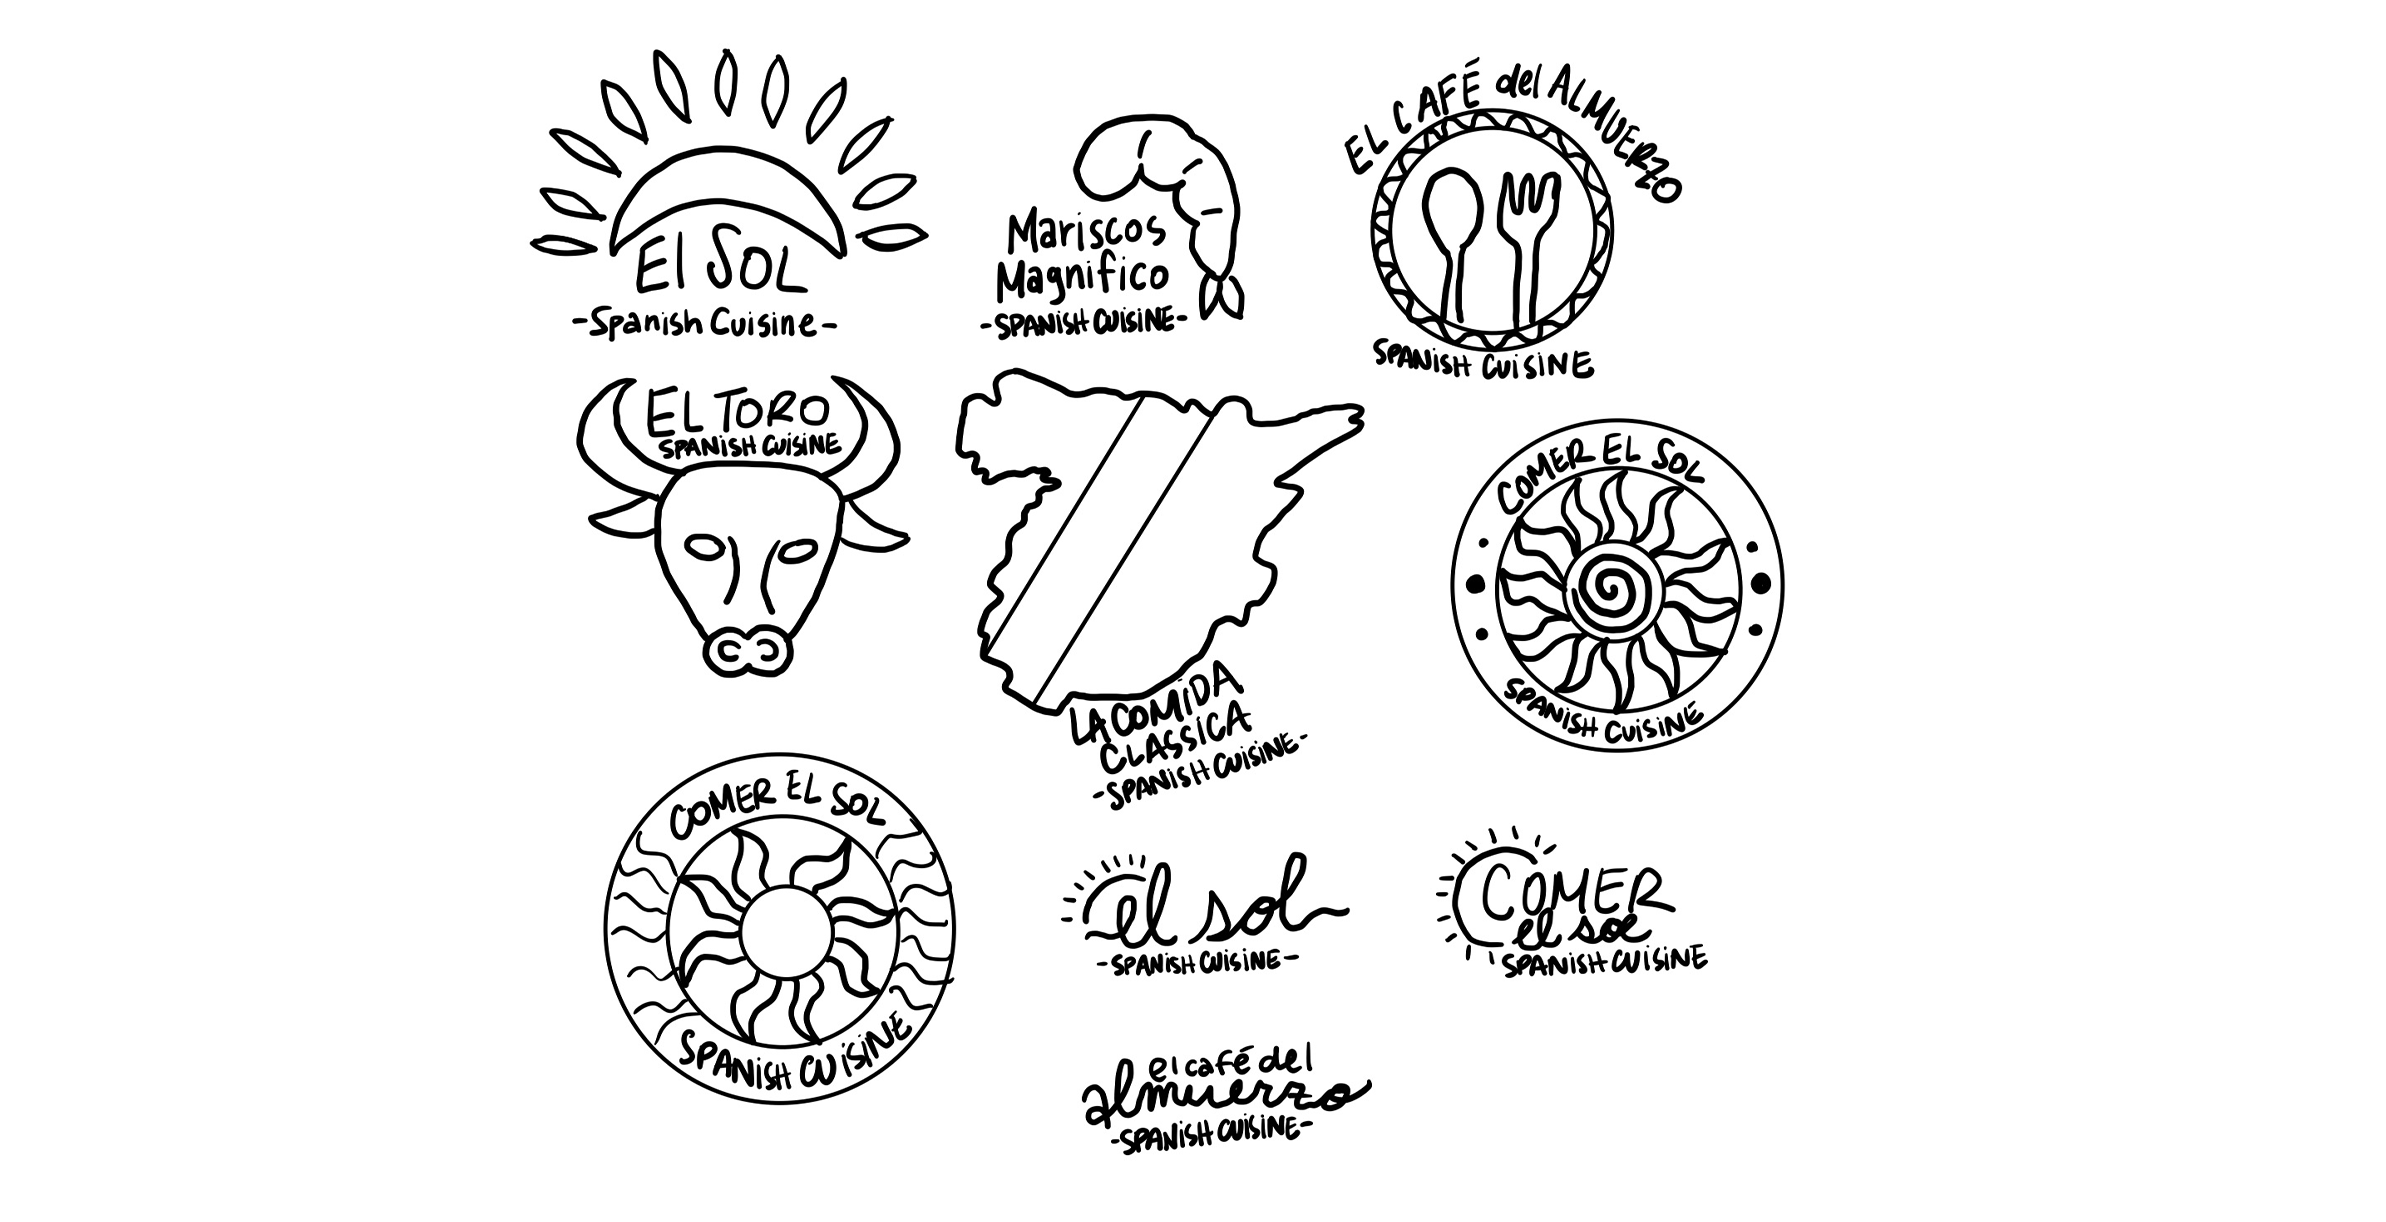 El Sol
-Spanish Cuisine-
Mariscos
Magnifico
-SPANISH CUISINE-
EL CAFÉ del ALMUERZO
SPANISH CUISINE
EL TORO
SPANISH CUISINE
LA COMIDA
CLASSICA
-SPANISH CUISINE-
COMER EL SOL
SPANISH CUISINE
COMER EL SOL
SPANISH CUISINE
el sol
-SPANISH CUISINE-
COMER
el sol
SPANISH CUISINE
el café del
almuerzo
-SPANISH CUISINE-